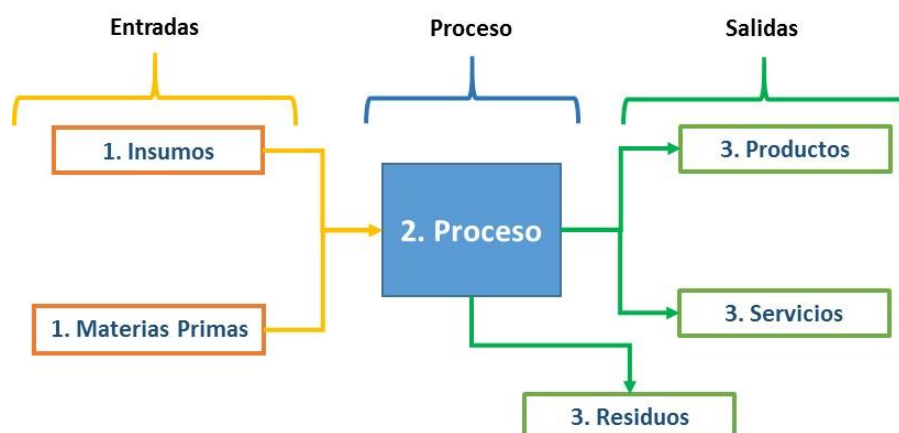 Entradas
Proceso
Salidas
1. Insumos
3. Productos
2. Proceso
1. Materias Primas
3. Servicios
3. Residuos